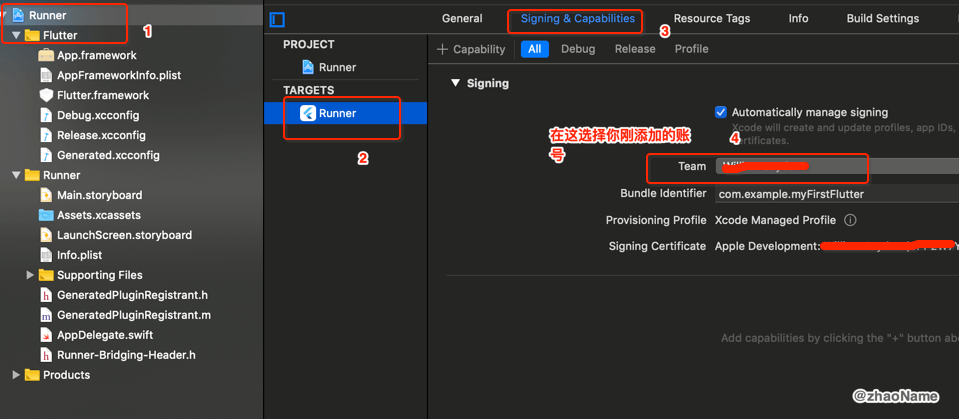 Runner
1
Flutter
App.framework
AppFrameworkInfo.plist
Flutter.framework
Debug.xcconfig
Release.xcconfig
Generated.xcconfig
Runner
Main.storyboard
Assets.xcassets
LaunchScreen.storyboard
Info.plist
Supporting Files
GeneratedPluginRegistrant.h
GeneratedPluginRegistrant.m
AppDelegate.swift
Runner-Bridging-Header.h
Products
General Signing & Capabilities Resource Tags Info Build Settings
3
PROJECT
Runner
TARGETS
Runner
2
+ Capability All Debug Release Profile
Signing
Automatically manage signing
Xcode will create and update profiles, app IDs,
certificates.
在这选择你刚添加的账
号
4
Team
Bundle Identifier com.example.myFirstFlutter
Provisioning Profile Xcode Managed Profile
Signing Certificate Apple Development:
Add capabilities by clicking the "+" button
@zhaoName